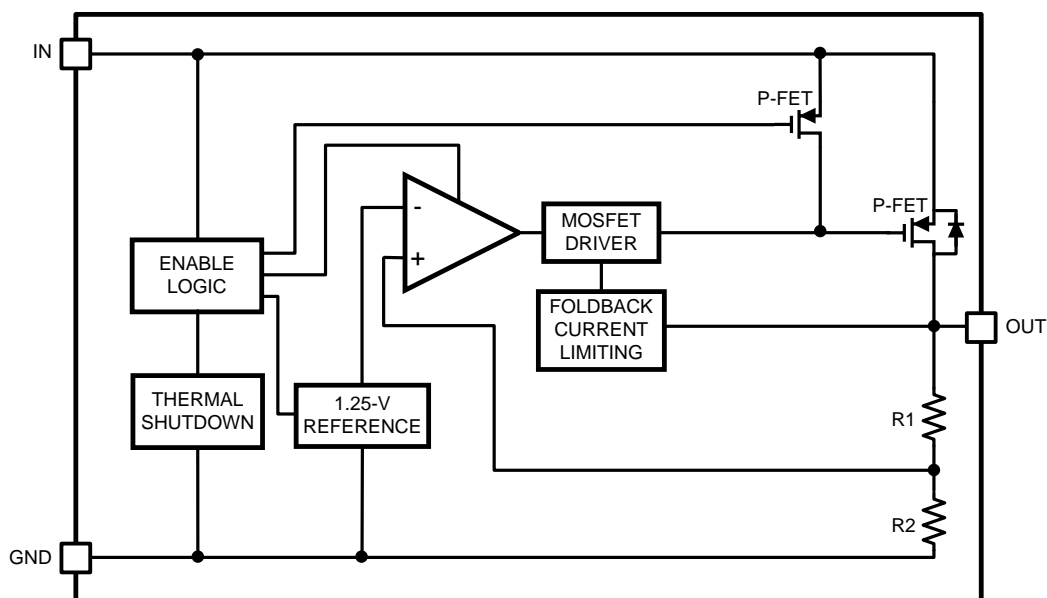 IN
P-FET
P-FET
-
+
MOSFET
DRIVER
ENABLE
LOGIC
FOLDBACK
CURRENT
LIMITING
OUT
THERMAL
SHUTDOWN
1.25-V
REFERENCE
R1
R2
GND